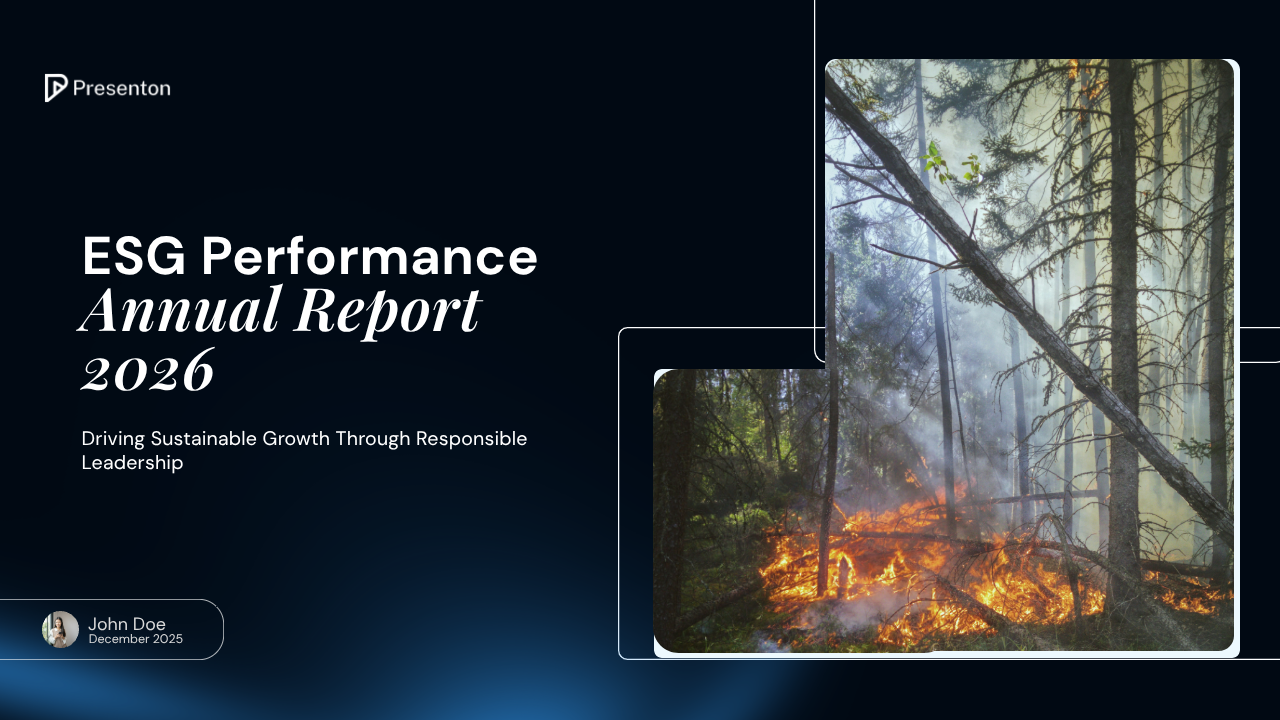 Presenton
ESG Performance
Annual Report
2026
Driving Sustainable Growth Through Responsible
Leadership
John Doe
December 2025